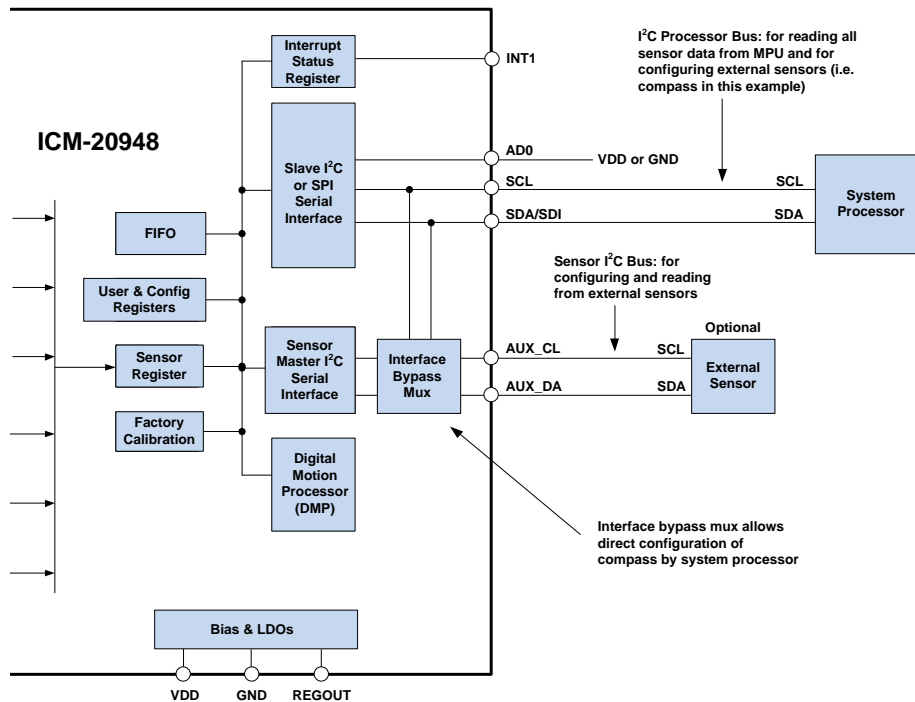 ICM-20948
Interrupt
Status
Register
INT1
I²C Processor Bus: for reading all
sensor data from MPU and for
configuring external sensors (i.e.
compass in this example)
Slave I²C
or SPI
Serial
Interface
AD0
VDD or GND
SCL
SCL
SDA/SDI
SDA
System
Processor
FIFO
User & Config
Registers
Sensor
Register
Factory
Calibration
Sensor
Master I²C
Serial
Interface
Interface
Bypass
Mux
Sensor I²C Bus: for
configuring and reading
from external sensors
AUX_CL
SCL
AUX_DA
SDA
Optional
External
Sensor
Digital
Motion
Processor
(DMP)
Interface bypass mux allows
direct configuration of
compass by system processor
Bias & LDOs
VDD
GND
REGOUT